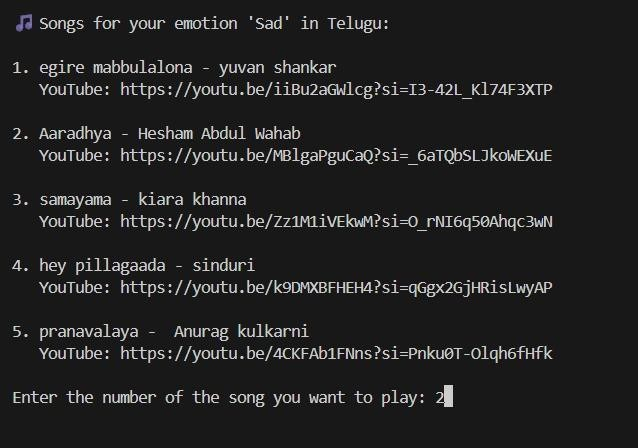 🎵 Songs for your emotion 'Sad' in Telugu:
1. egire mabbulalona - yuvan shankar
YouTube: https://youtu.be/iiBu2aGWlcg?si=I3-42L_Kl74F3XTP
2. Aaradhya - Hesham Abdul Wahab
YouTube: https://youtu.be/MBlgaPguCaQ?si=_6aTQbSLJkoWEXuE
3. samayama - kiara khanna
YouTube: https://youtu.be/Zz1M1iVEkwM?si=O_rNI6q50Ahqc3wN
4. hey pillagaada - sinduri
YouTube: https://youtu.be/k9DMXBFHEH4?si=qGgx2GjHRisLwyAP
5. pranavalaya -  Anurag kulkarni
YouTube: https://youtu.be/4CKFAb1FNns?si=Pnku0T-Olqh6fHfk
Enter the number of the song you want to play: 2